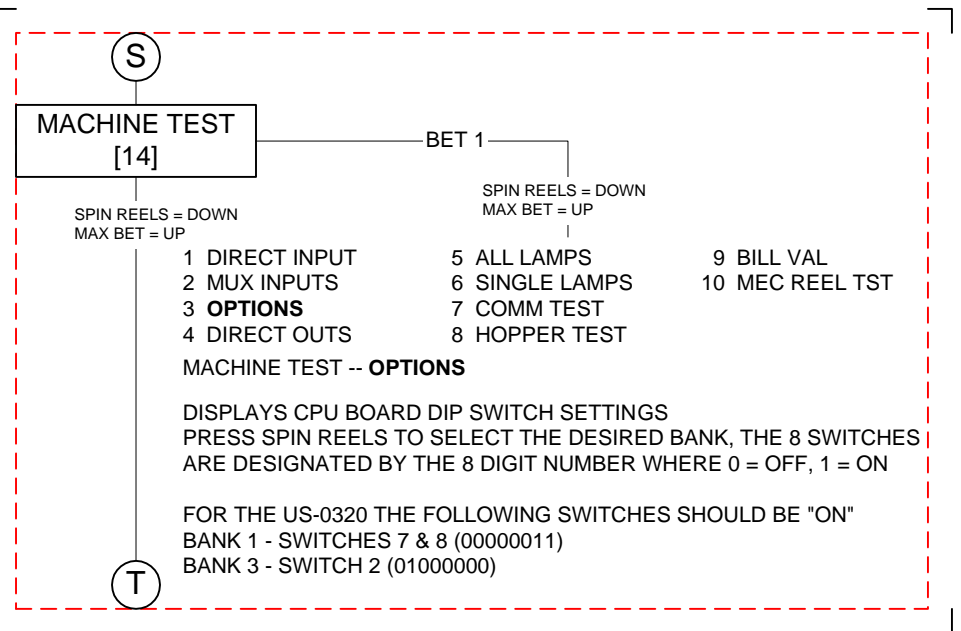 S
MACHINE TEST
[14]
BET 1
SPIN REELS = DOWN
MAX BET = UP
SPIN REELS = DOWN
MAX BET = UP
1 DIRECT INPUT 5 ALL LAMPS 9 BILL VAL
2 MUX INPUTS 6 SINGLE LAMPS 10 MEC REEL TST
3 OPTIONS 7 COMM TEST
4 DIRECT OUTS 8 HOPPER TEST
MACHINE TEST -- OPTIONS
DISPLAYS CPU BOARD DIP SWITCH SETTINGS
PRESS SPIN REELS TO SELECT THE DESIRED BANK, THE 8 SWITCHES
ARE DESIGNATED BY THE 8 DIGIT NUMBER WHERE 0 = OFF, 1 = ON
FOR THE US-0320 THE FOLLOWING SWITCHES SHOULD BE "ON"
BANK 1 - SWITCHES 7 & 8 (00000011)
BANK 3 - SWITCH 2 (01000000)
T